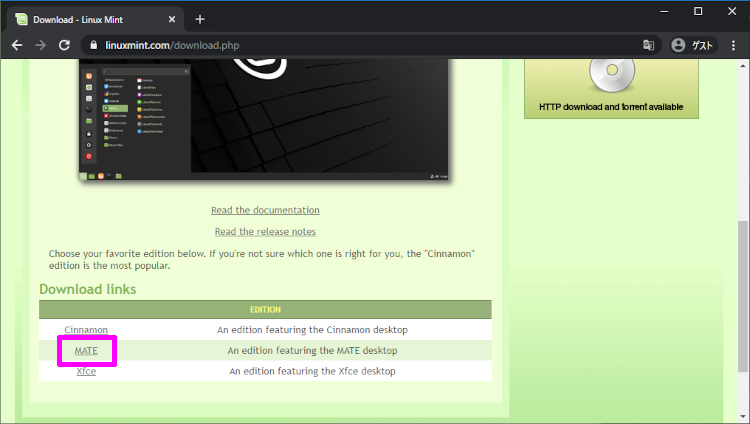 Download - Linux Mint
linuxmint.com/download.php
ゲスト
HTTP download and torrent available
Read the documentation
Read the release notes
Choose your favorite edition below. If you're not sure which one is right for you, the "Cinnamon"
edition is the most popular.
Download links
EDITION
Cinnamon An edition featuring the Cinnamon desktop
MATE An edition featuring the MATE desktop
Xfce An edition featuring the Xfce desktop